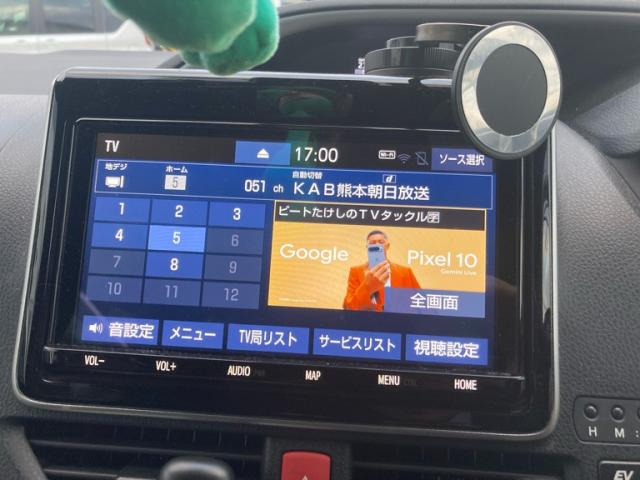 TV
17:00
Wi-Fi
ソース選択
地デジ
ホーム
5
051 ch
自動切替
d
KAB熊本朝日放送
1 2 3
4 5 6
7 8 9
10 11 12
ビートたけしのTVタックル字
Google
Pixel 10
Gemini Live
全画面
音設定
メニュー
TV局リスト
サービスリスト
視聴設定
VOL-
VOL+
AUDIO
MAP
MENU
HOME
H M :
EV